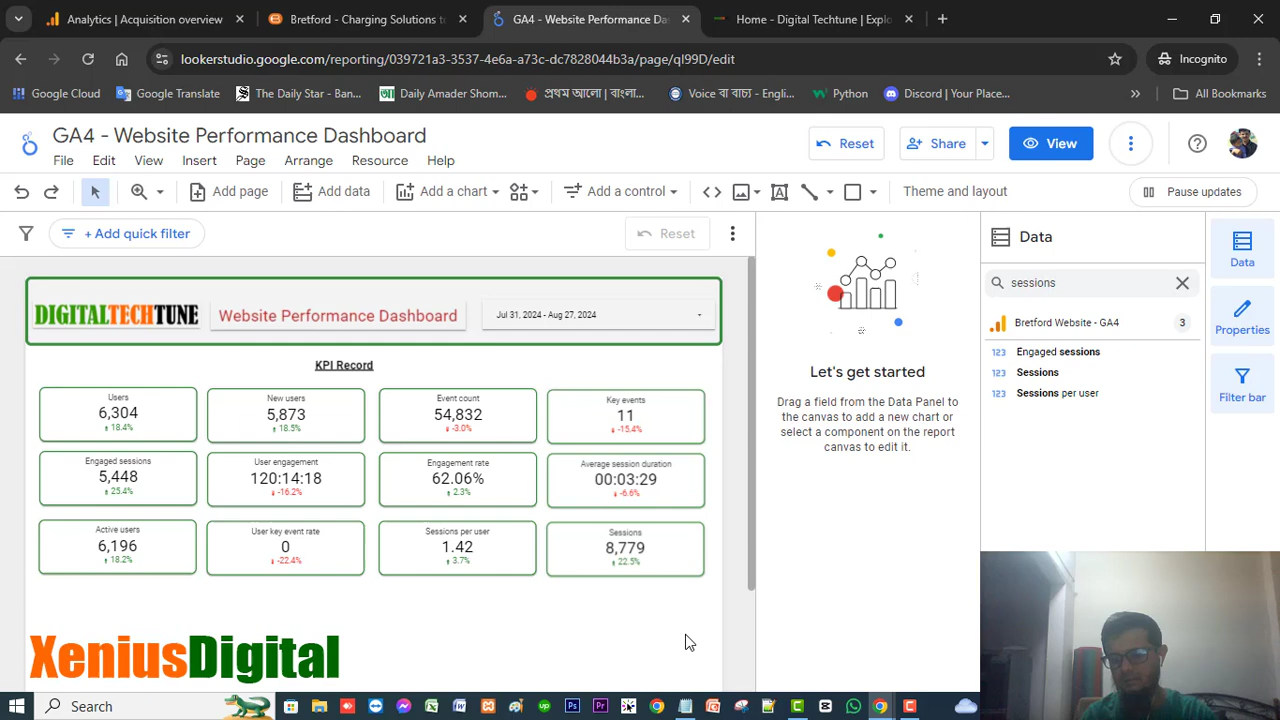 Analytics | Acquisition overview
Bretford - Charging Solutions t
GA4 - Website Performance Da
Home - Digital Techtune | Explo
lookerstudio.google.com/reporting/039721a3-3537-4e6a-a73c-dc7828044b3a/page/qI99D/edit
Incognito
Google Cloud
Google Translate
The Daily Star - Ban...
Daily Amader Shom...
প্রথম আলো | বাংলা...
Voice বা বাচ্য - Engli...
Python
Discord | Your Place...
All Bookmarks
GA4 - Website Performance Dashboard
Reset
Share
View
File Edit View Insert Page Arrange Resource Help
Add page
Add data
Add a chart
Add a control
Theme and layout
Pause updates
+ Add quick filter
Reset
Data
sessions
Bretford Website - GA4
3
123 Engaged sessions
123 Sessions
123 Sessions per user
Data
Properties
Filter bar
DIGITALTECHTUNE
Website Performance Dashboard
Jul 31, 2024 - Aug 27, 2024
KPI Record
Users
6,304
18.4%
New users
5,873
18.5%
Event count
54,832
-3.0%
Key events
11
-15.4%
Engaged sessions
5,448
25.4%
User engagement
120:14:18
-16.2%
Engagement rate
62.06%
2.3%
Average session duration
00:03:29
-6.6%
Active users
6,196
18.2%
User key event rate
0
-22.4%
Sessions per user
1.42
3.7%
Sessions
8,779
22.5%
Let's get started
Drag a field from the Data Panel to
the canvas to add a new chart or
select a component on the report
canvas to edit it.
XeniusDigital
Search